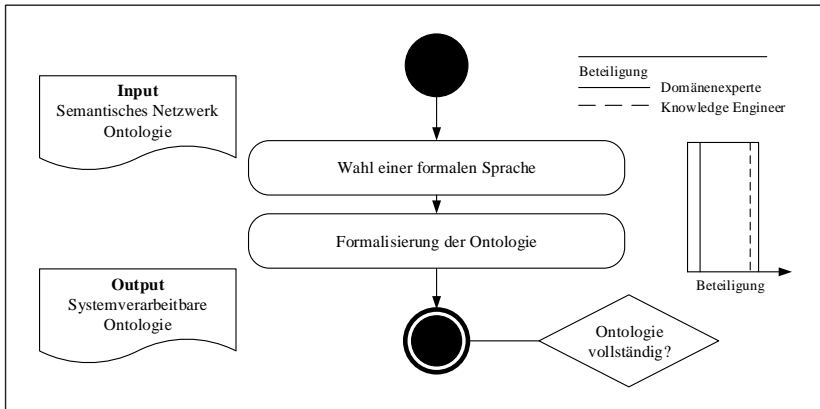 Input
Semantisches Netzwerk
Ontologie
Beteiligung
Domänenexperte
Knowledge Engineer
Wahl einer formalen Sprache
Formalisierung der Ontologie
Output
Systemverarbeitbare
Ontologie
Beteiligung
Ontologie
vollständig?